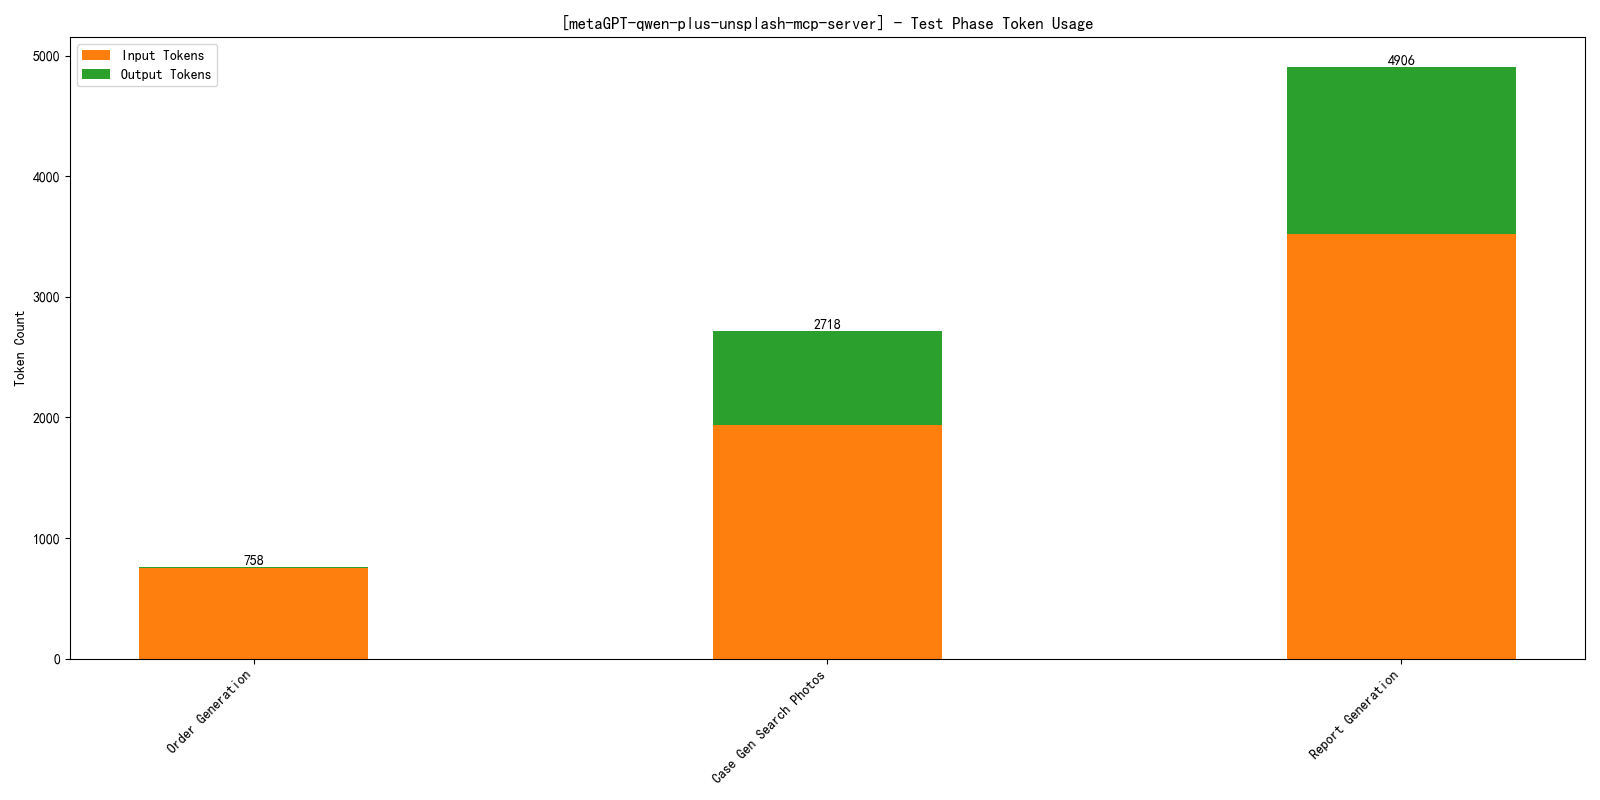 [metaGPT-qwen-plus-unsplash-mcp-server] - Test Phase Token Usage
Input Tokens
Output Tokens
Token Count
5000
4000
3000
2000
1000
0
758
2718
4906
Order Generation
Case Gen Search Photos
Report Generation